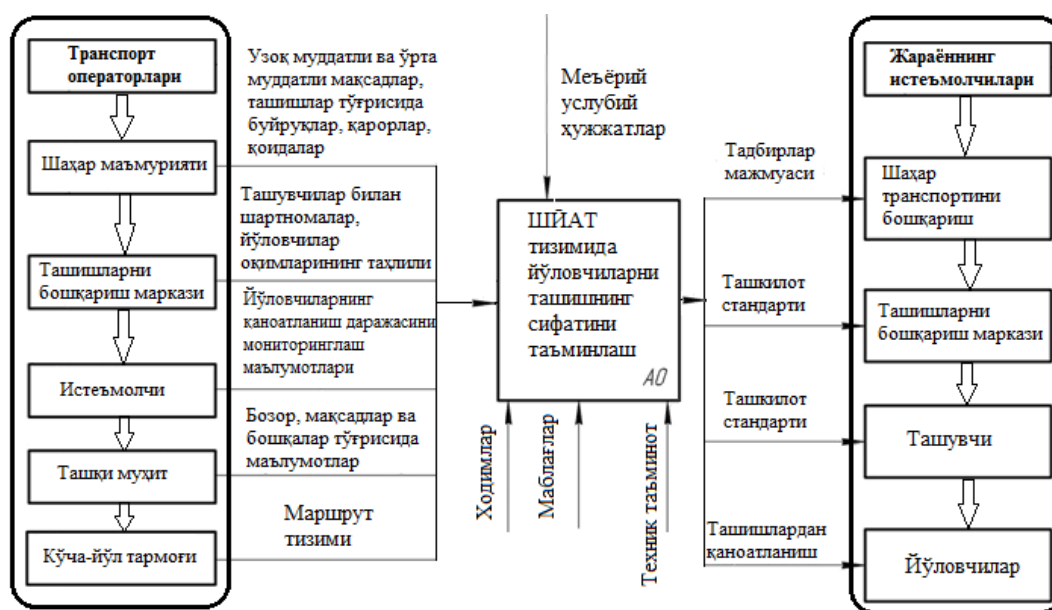 Транспорт
операторлари
Шаҳар маъмурияти
Ташишларни
бошқариш маркази
Истеъмолчи
Ташқи муҳит
Кўча-йўл тармоғи
Узоқ муддатли ва ўрта
муддатли мақсадлар,
ташишлар тўғрисида
буйруқлар, қарорлар,
қоидалар
Ташувчилар билан
шартномалар,
йўловчилар
оқимларининг таҳлили
Йўловчиларнинг
қаноатланиш даражасини
мониторинглаш
маълумотлари
Бозор, мақсадлар ва
бошқалар тўғрисида
маълумотлар
Маршрут
тизими
Меъёрий
услубий
ҳужжатлар
ШЙАТ
тизимида
йўловчиларни
ташишнинг
сифатини
таъминлаш
А0
Ходимлар
Маблағлар
Техник таъминот
Тадбирлар
мажмуаси
Ташкилот
стандарти
Ташкилот
стандарти
Ташишлардан
қаноатланиш
Жараённинг
истеъмолчилари
Шаҳар
транспортини
бошқариш
Ташишларни
бошқариш маркази
Ташувчи
Йўловчилар